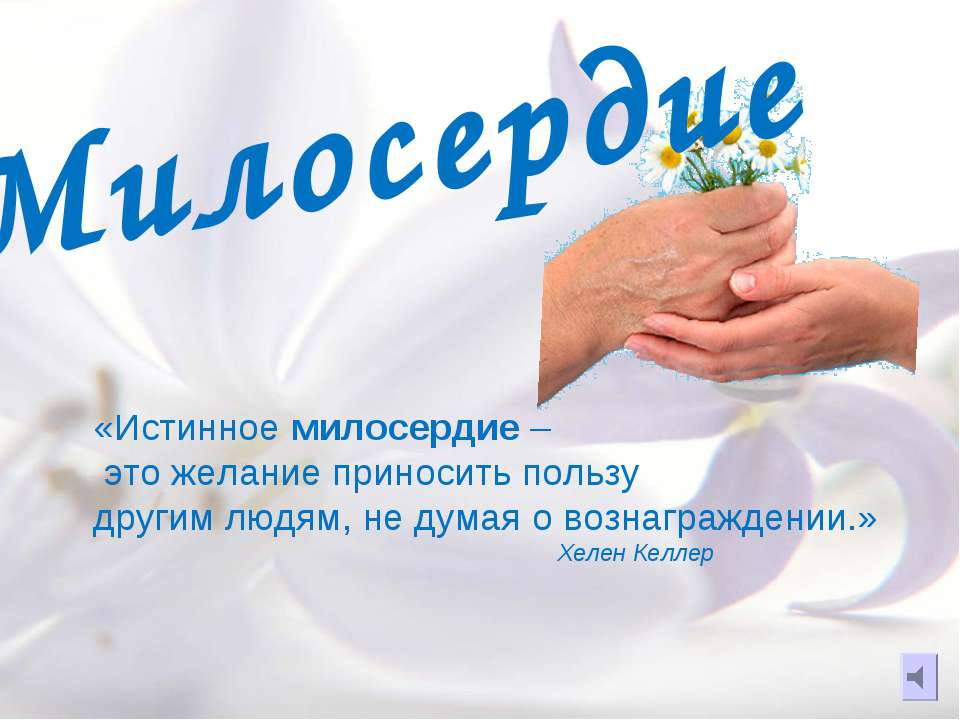 Милосердие
«Истинное милосердие –
это желание приносить пользу
другим людям, не думая о вознаграждении.»
Хелен Келлер